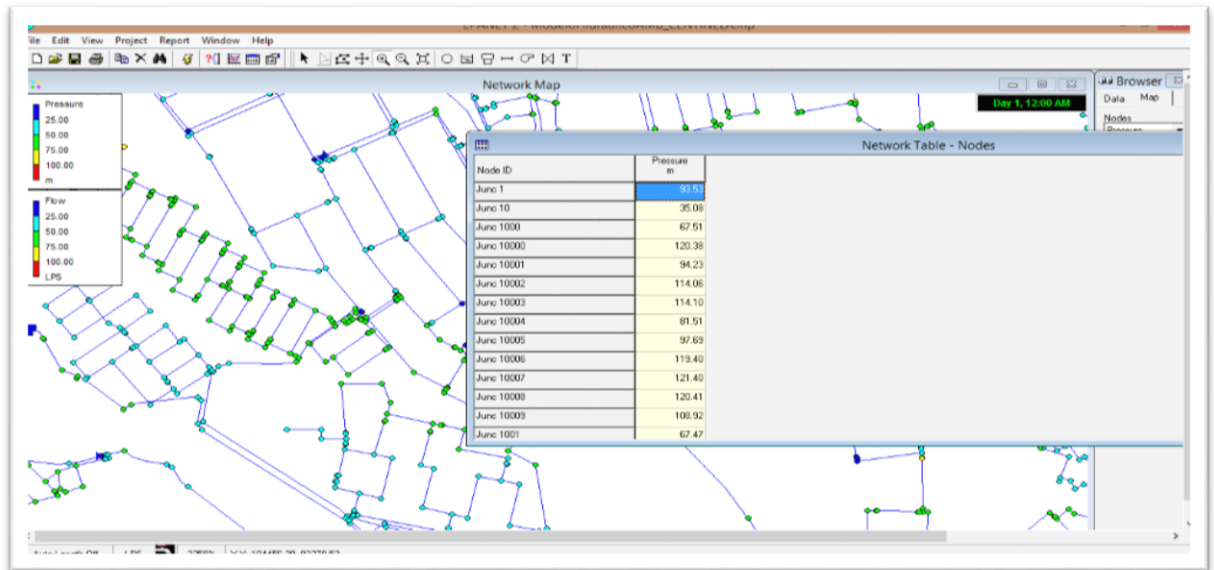 File Edit View Project Report Window Help
Network Map
Browser
Data Map
Nodes
Pressure
Day 1, 12:00 AM
Pressure
25.00
50.00
75.00
100.00
m
Flow
25.00
50.00
75.00
100.00
LPS
Network Table - Nodes
Node ID Pressure m
Junc 1 93.53
Junc 10 35.08
Junc 1000 67.51
Junc 10000 120.38
Junc 10001 94.23
Junc 10002 114.06
Junc 10003 114.10
Junc 10004 81.51
Junc 10005 97.69
Junc 10006 119.40
Junc 10007 121.40
Junc 10008 120.41
Junc 10009 108.92
Junc 1001 67.47